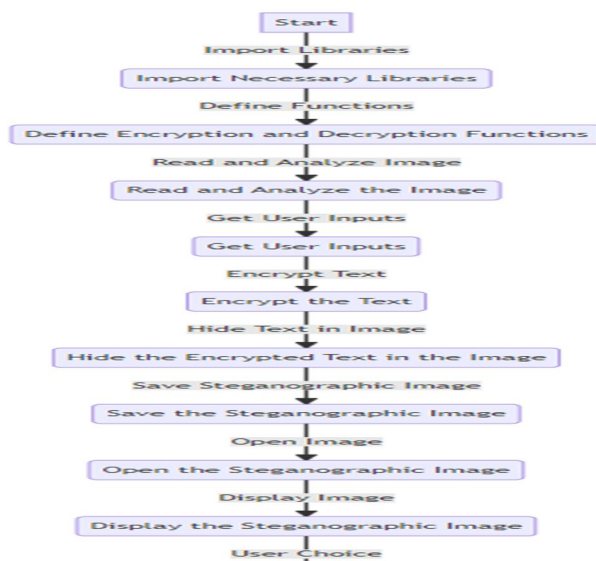 Start
Import Libraries
Import Necessary Libraries
Define Functions
Define Encryption and Decryption Functions
Read and Analyze Image
Read and Analyze the Image
Get User Inputs
Get User Inputs
Encrypt Text
Encrypt the Text
Hide Text in Image
Hide the Encrypted Text in the Image
Save Steganographic Image
Save the Steganographic Image
Open Image
Open the Steganographic Image
Display Image
Display the Steganographic Image
User Choice